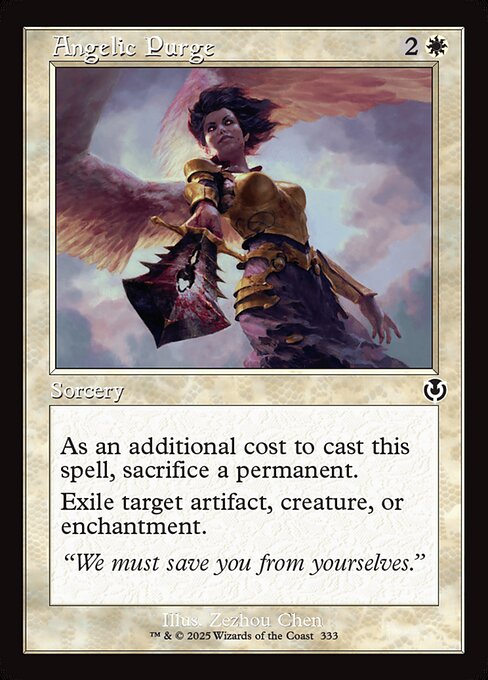 Angelic Purge 2
Sorcery
As an additional cost to cast this
spell, sacrifice a permanent.
Exile target artifact, creature, or
enchantment.
“We must save you from yourselves.”
Illus. Zezhou Chen
™ & © 2025 Wizards of the Coast 333